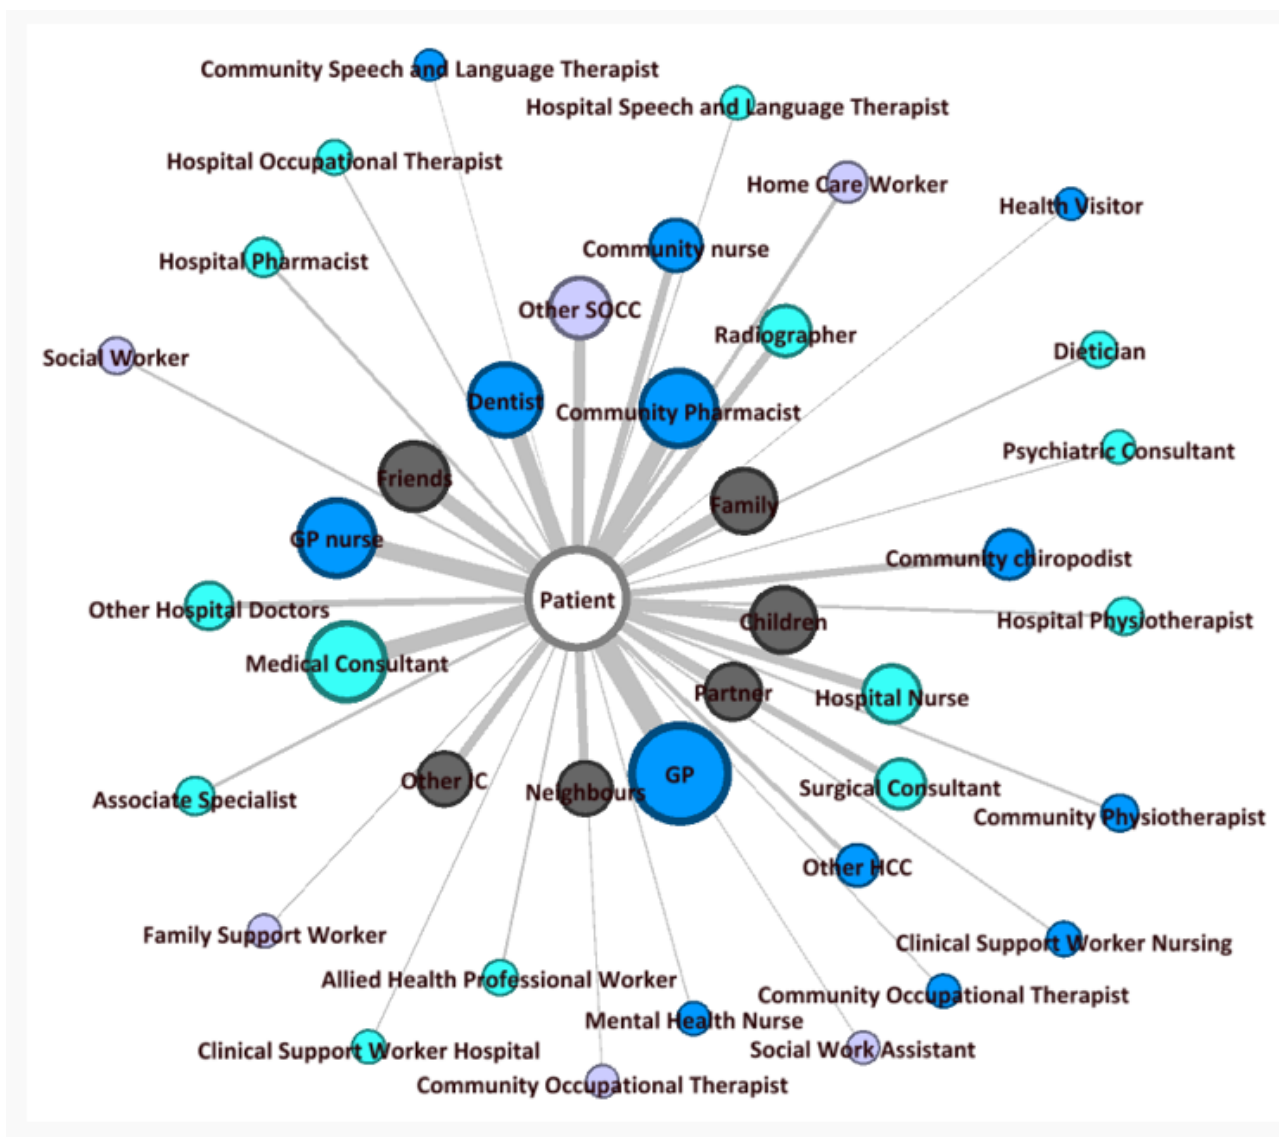 Community Speech and Language Therapist
Hospital Speech and Language Therapist
Hospital Occupational Therapist
Home Care Worker
Health Visitor
Community nurse
Hospital Pharmacist
Other SOCC
Radiographer
Social Worker
Dietician
Dentist
Community Pharmacist
Psychiatric Consultant
Friends
Family
GP nurse
Community chiropodist
Patient
Other Hospital Doctors
Children
Hospital Physiotherapist
Medical Consultant
Partner
Hospital Nurse
GP
Other IC
Neighbours
Surgical Consultant
Associate Specialist
Community Physiotherapist
Other HCC
Family Support Worker
Clinical Support Worker Nursing
Allied Health Professional Worker
Community Occupational Therapist
Mental Health Nurse
Clinical Support Worker Hospital
Social Work Assistant
Community Occupational Therapist